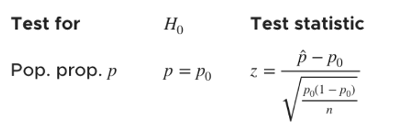 Test for H₀ Test statistic
Pop. prop. p p = p₀ z = (p̂ − p₀) / √(p₀(1 − p₀) / n)